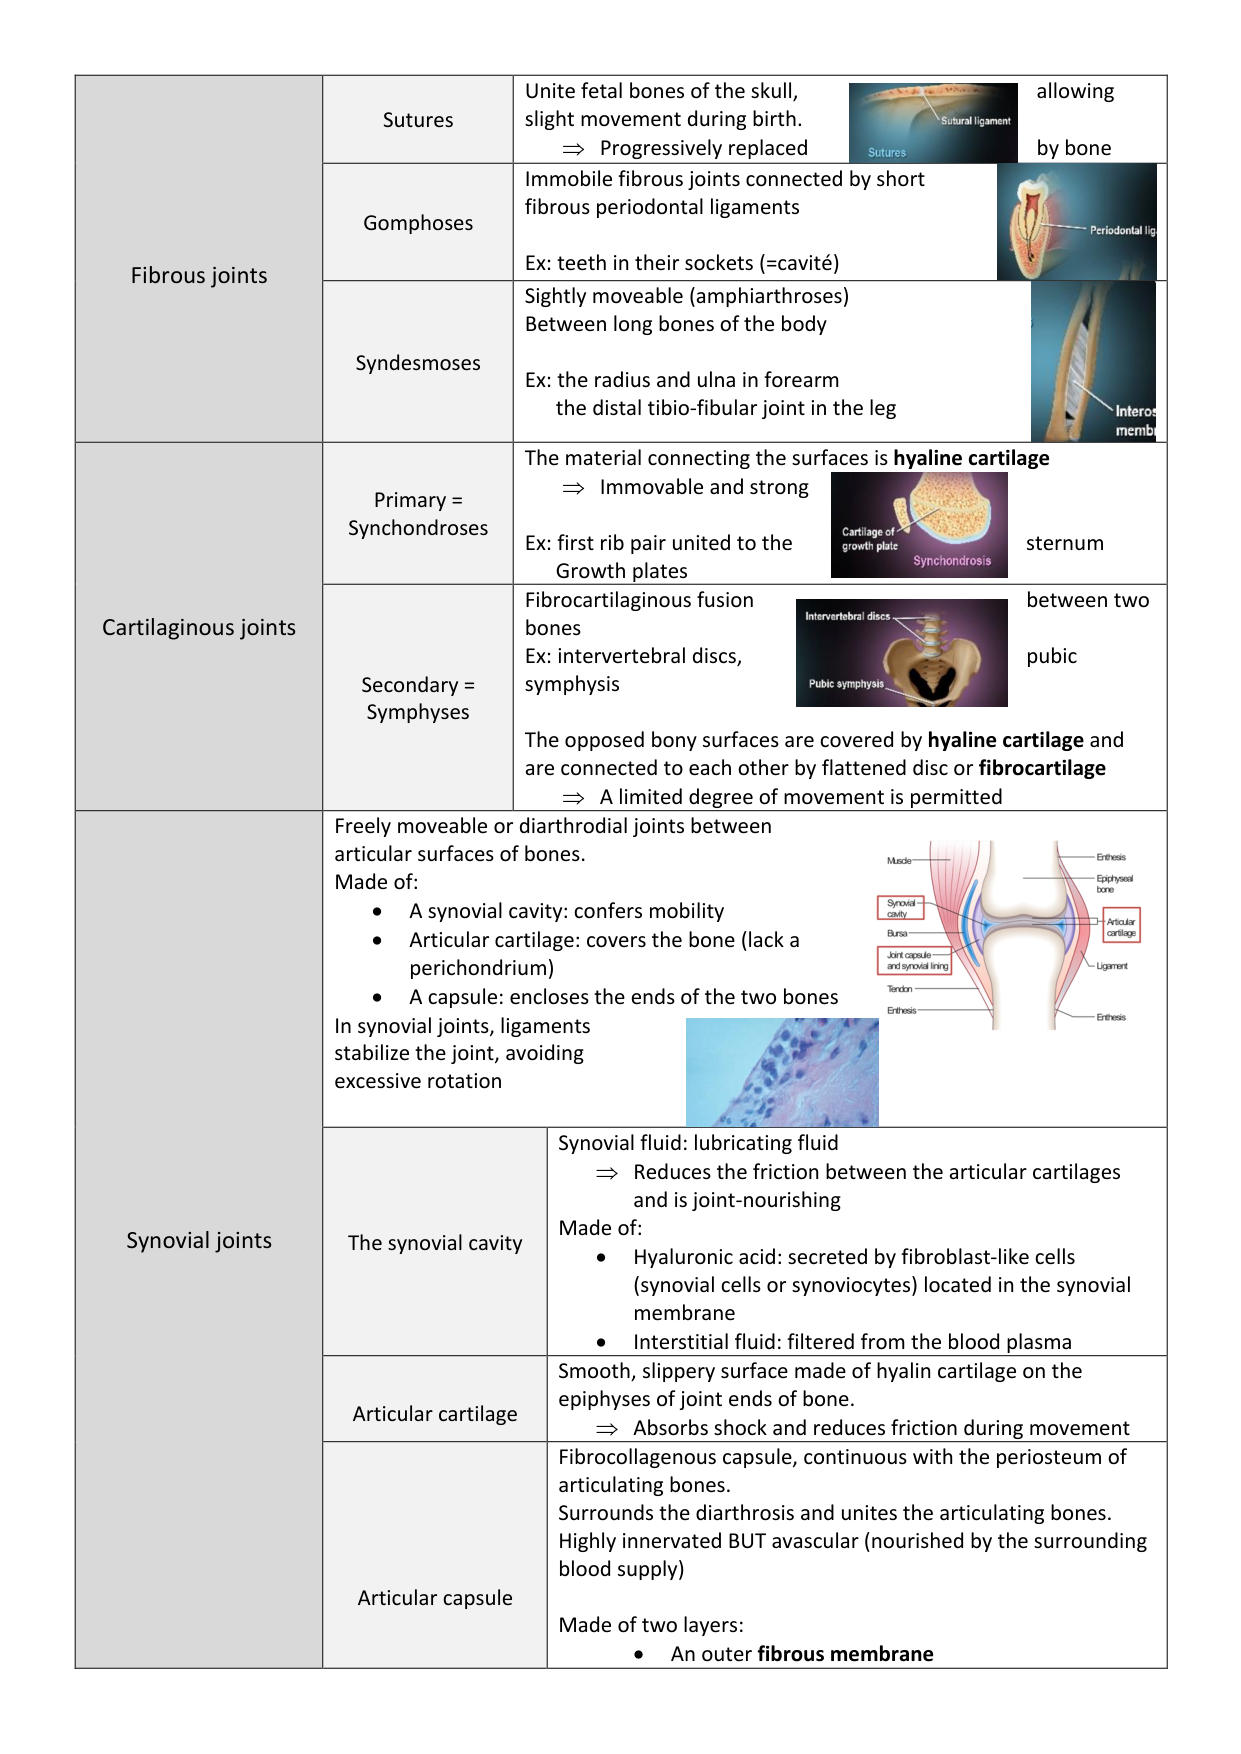 Fibrous joints
Sutures
Unite fetal bones of the skull, allowing
slight movement during birth.
⇒ Progressively replaced by bone
Sutural ligament
Sutures
Gomphoses
Immobile fibrous joints connected by short
fibrous periodontal ligaments
Ex: teeth in their sockets (=cavité)
Periodontal lig
Syndesmoses
Sightly moveable (amphiarthroses)
Between long bones of the body
Ex: the radius and ulna in forearm
the distal tibio-fibular joint in the leg
Interos
memb
Cartilaginous joints
Primary =
Synchondroses
The material connecting the surfaces is hyaline cartilage
⇒ Immovable and strong
Ex: first rib pair united to the sternum
Growth plates
Cartilage of
growth plate
Synchondrosis
Secondary =
Symphyses
Fibrocartilaginous fusion between two
bones
Ex: intervertebral discs, pubic
symphysis
Intervertebral discs
Pubic symphysis
The opposed bony surfaces are covered by hyaline cartilage and
are connected to each other by flattened disc or fibrocartilage
⇒ A limited degree of movement is permitted
Synovial joints
Freely moveable or diarthrodial joints between
articular surfaces of bones.
Made of:
• A synovial cavity: confers mobility
• Articular cartilage: covers the bone (lack a
perichondrium)
• A capsule: encloses the ends of the two bones
In synovial joints, ligaments
stabilize the joint, avoiding
excessive rotation
Muscle
Synovial
cavity
Bursa
Joint capsule
and synovial lining
Tendon
Enthesis
Enthesis
Epiphyseal
bone
Articular
cartilage
Ligament
Enthesis
The synovial cavity
Synovial fluid: lubricating fluid
⇒ Reduces the friction between the articular cartilages
and is joint-nourishing
Made of:
• Hyaluronic acid: secreted by fibroblast-like cells
(synovial cells or synoviocytes) located in the synovial
membrane
• Interstitial fluid: filtered from the blood plasma
Articular cartilage
Smooth, slippery surface made of hyalin cartilage on the
epiphyses of joint ends of bone.
⇒ Absorbs shock and reduces friction during movement
Articular capsule
Fibrocollagenous capsule, continuous with the periosteum of
articulating bones.
Surrounds the diarthrosis and unites the articulating bones.
Highly innervated BUT avascular (nourished by the surrounding
blood supply)
Made of two layers:
• An outer fibrous membrane